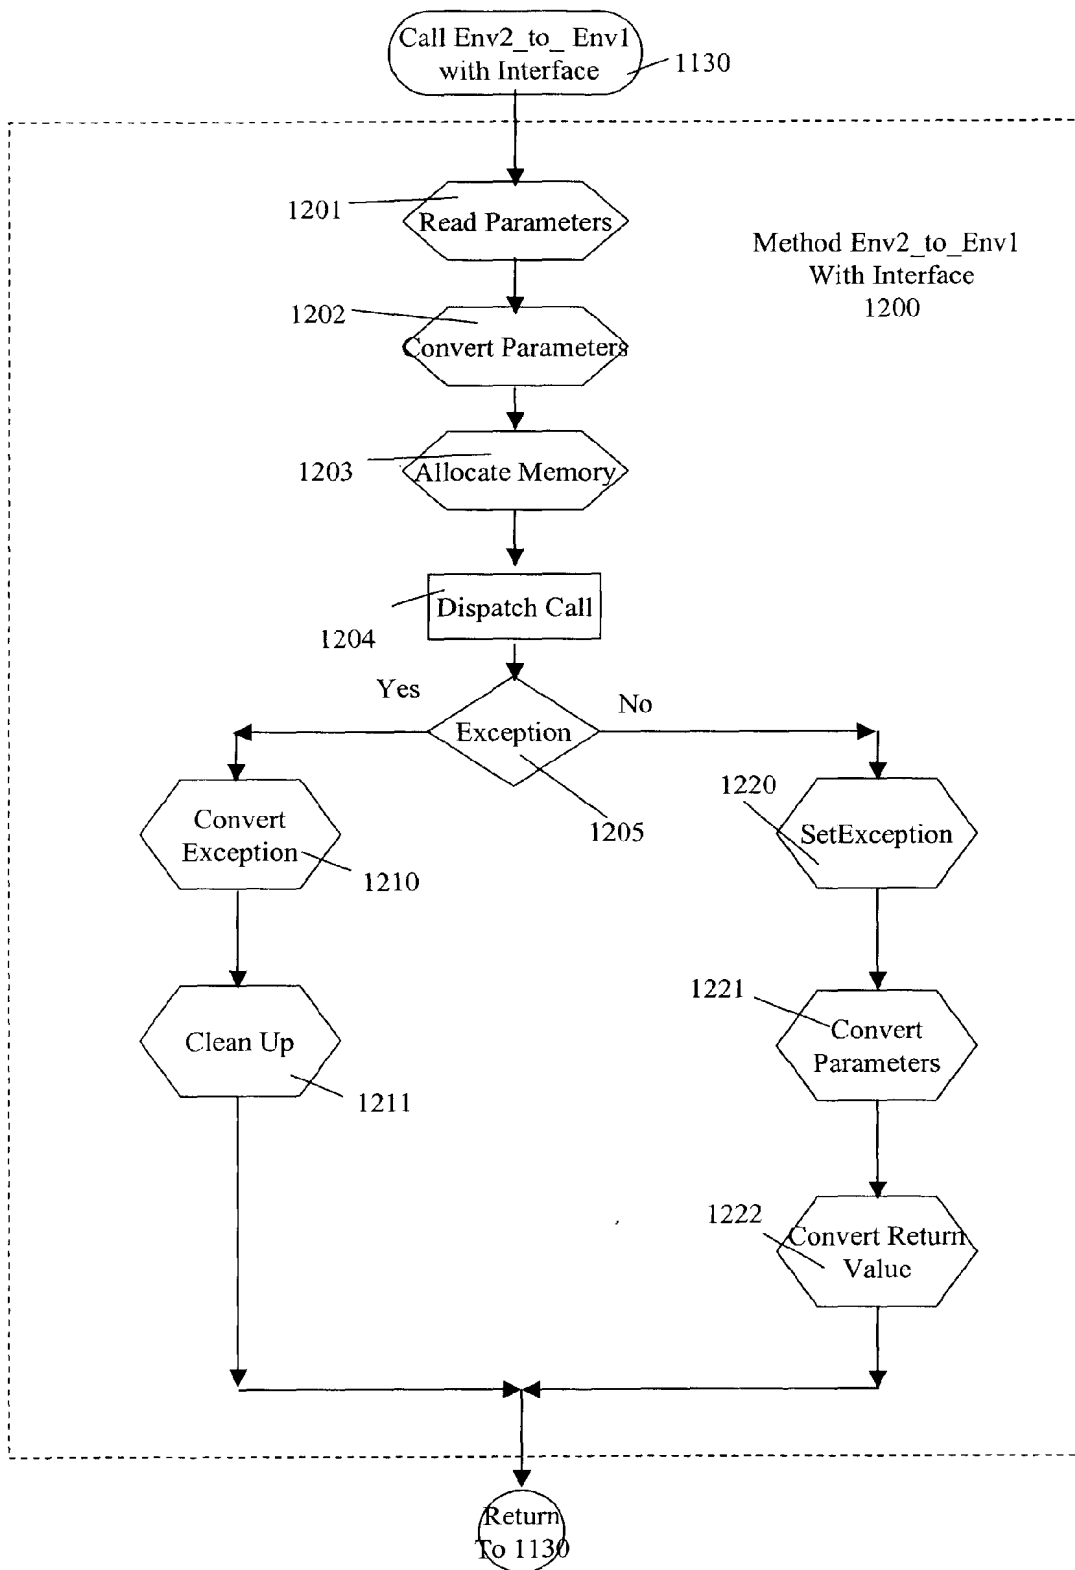 Call Env2_to_ Env1
with Interface
1130
1201
Read Parameters
Method Env2_to_Env1
With Interface
1200
1202
Convert Parameters
1203
Allocate Memory
Dispatch Call
1204
Yes
No
Exception
1205
Convert
Exception
1210
1220
SetException
Clean Up
1211
1221
Convert
Parameters
1222
Convert Return
Value
Return
To 1130